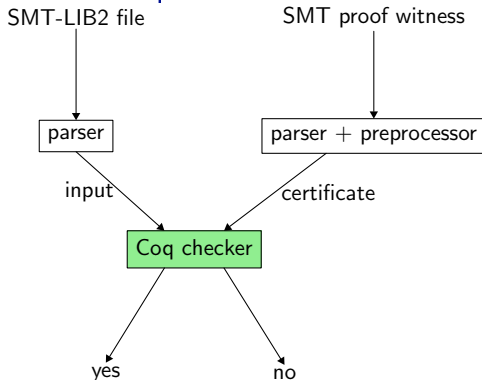 SMT-LIB2 file
SMT proof witness
parser
parser + preprocessor
input
certificate
Coq checker
yes
no